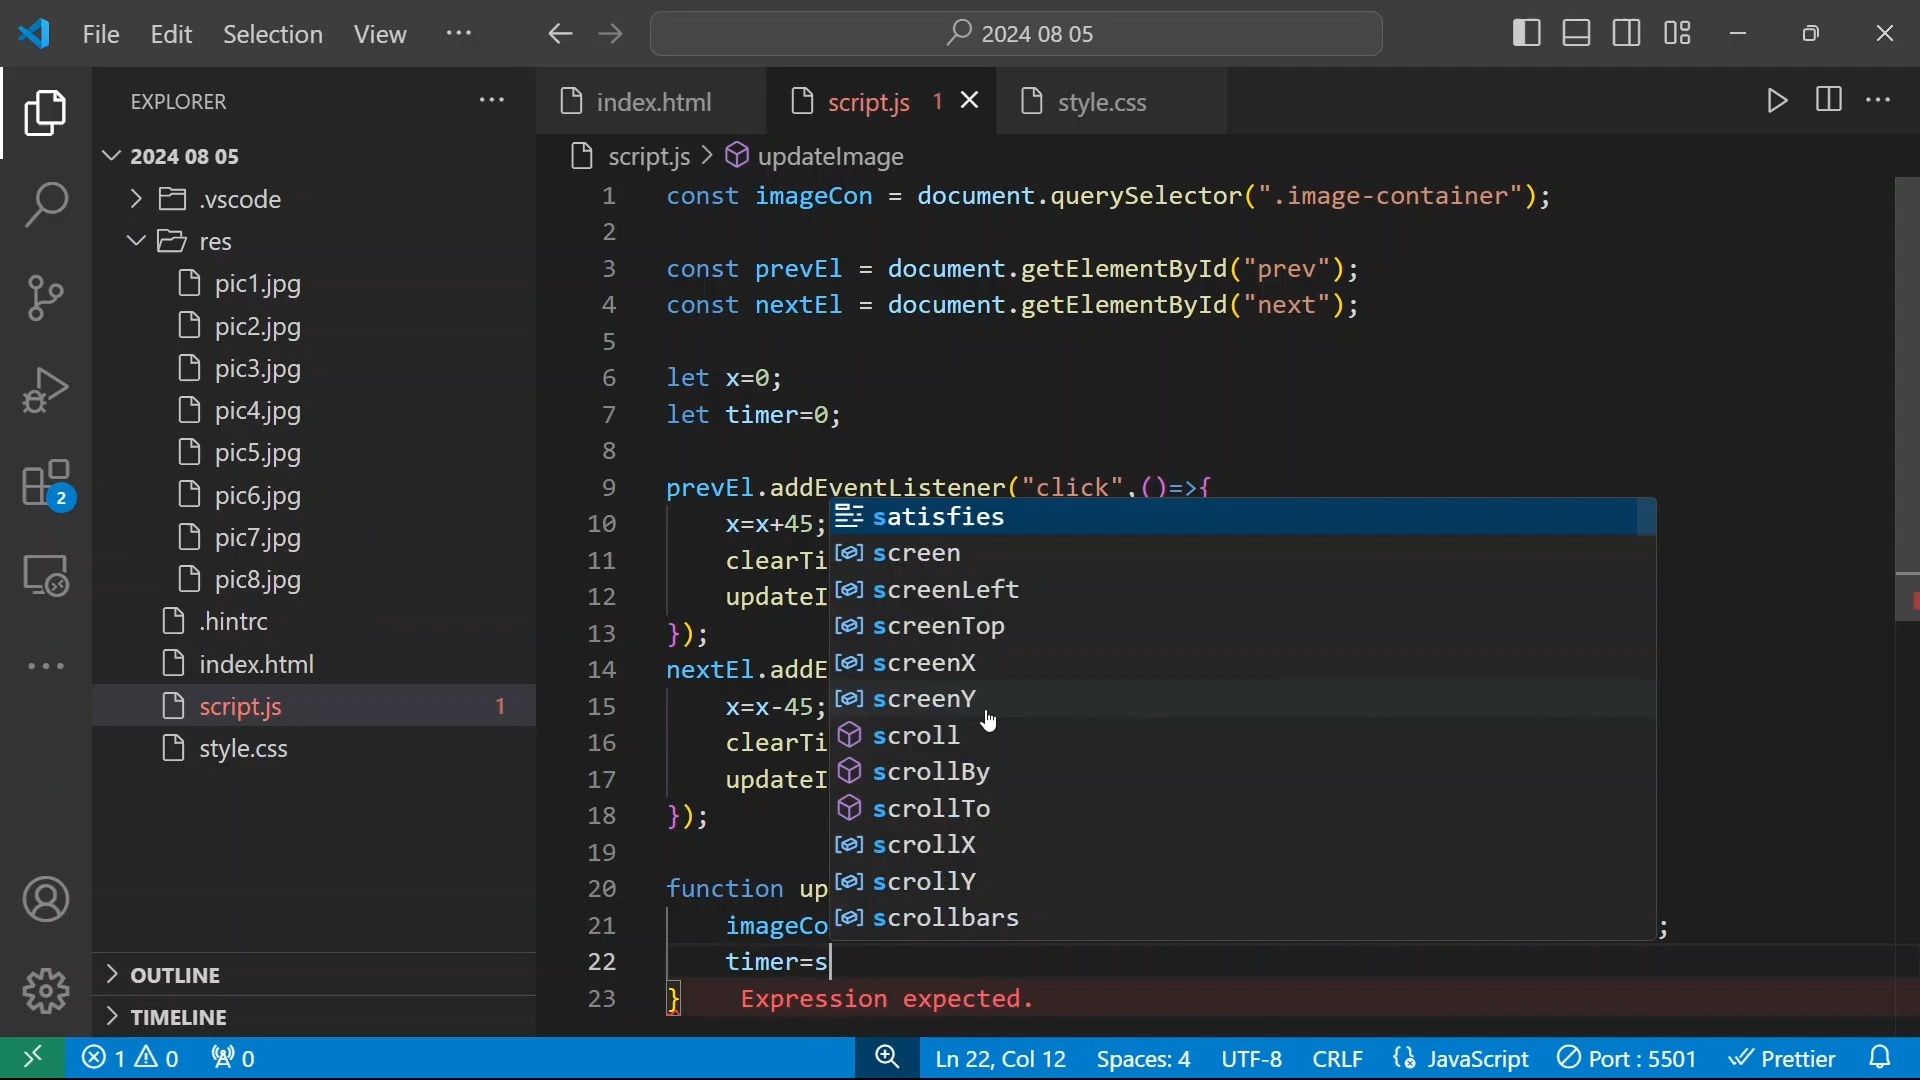 File Edit Selection View ··· 2024 08 05
EXPLORER ···
2024 08 05
.vscode
res
pic1.jpg
pic2.jpg
pic3.jpg
pic4.jpg
pic5.jpg
pic6.jpg
pic7.jpg
pic8.jpg
.hintrc
index.html
script.js 1
style.css
OUTLINE
TIMELINE
2
index.html script.js 1 style.css
script.js > updateImage
1 const imageCon = document.querySelector(".image-container");
2
3 const prevEl = document.getElementById("prev");
4 const nextEl = document.getElementById("next");
5
6 let x=0;
7 let timer=0;
8
9 prevEl.addEventListener("click",()=>{
10 x=x+45;
11 clearTi
12 updateI
13 });
14 nextEl.addE
15 x=x-45;
16 clearTi
17 updateI
18 });
19
20 function up
21 imageCo ;
22 timer=s
23 } Expression expected.
satisfies
screen
screenLeft
screenTop
screenX
screenY
scroll
scrollBy
scrollTo
scrollX
scrollY
scrollbars
1 0 0 Ln 22, Col 12 Spaces: 4 UTF-8 CRLF JavaScript Port : 5501 Prettier